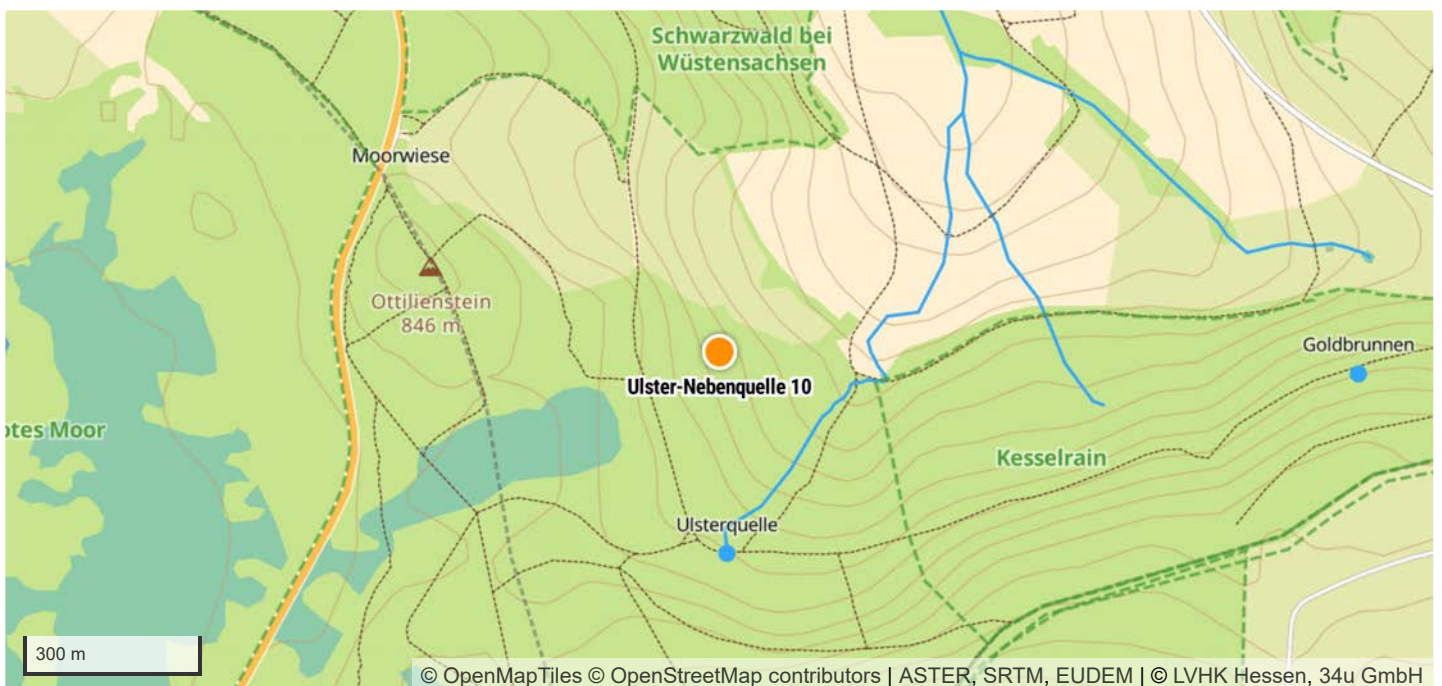 Schwarzwald bei
Wüstensachsen
Moorwiese
Ottilienstein
846 m
Goldbrunnen
Ulster-Nebenquelle 10
otes Moor
Kesselrain
Ulsterquelle
300 m
© OpenMapTiles © OpenStreetMap contributors | ASTER, SRTM, EUDEM | © LVHK Hessen, 34u GmbH